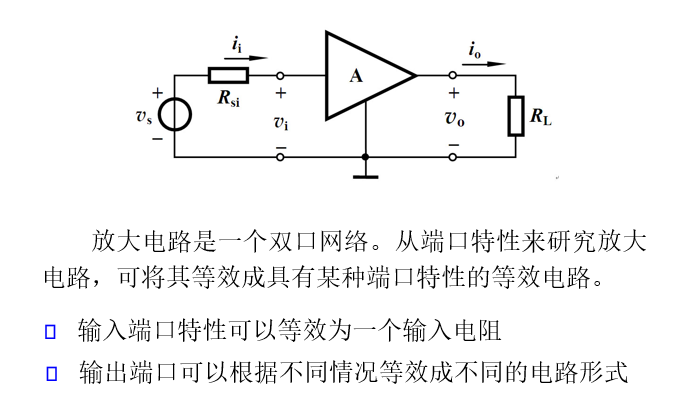 i_i
i_o
A
+
R_si
+
+
v_s
v_i
v_o
R_L
−
−
−
放大电路是一个双口网络。从端口特性来研究放大
电路，可将其等效成具有某种端口特性的等效电路。
输入端口特性可以等效为一个输入电阻
输出端口可以根据不同情况等效成不同的电路形式